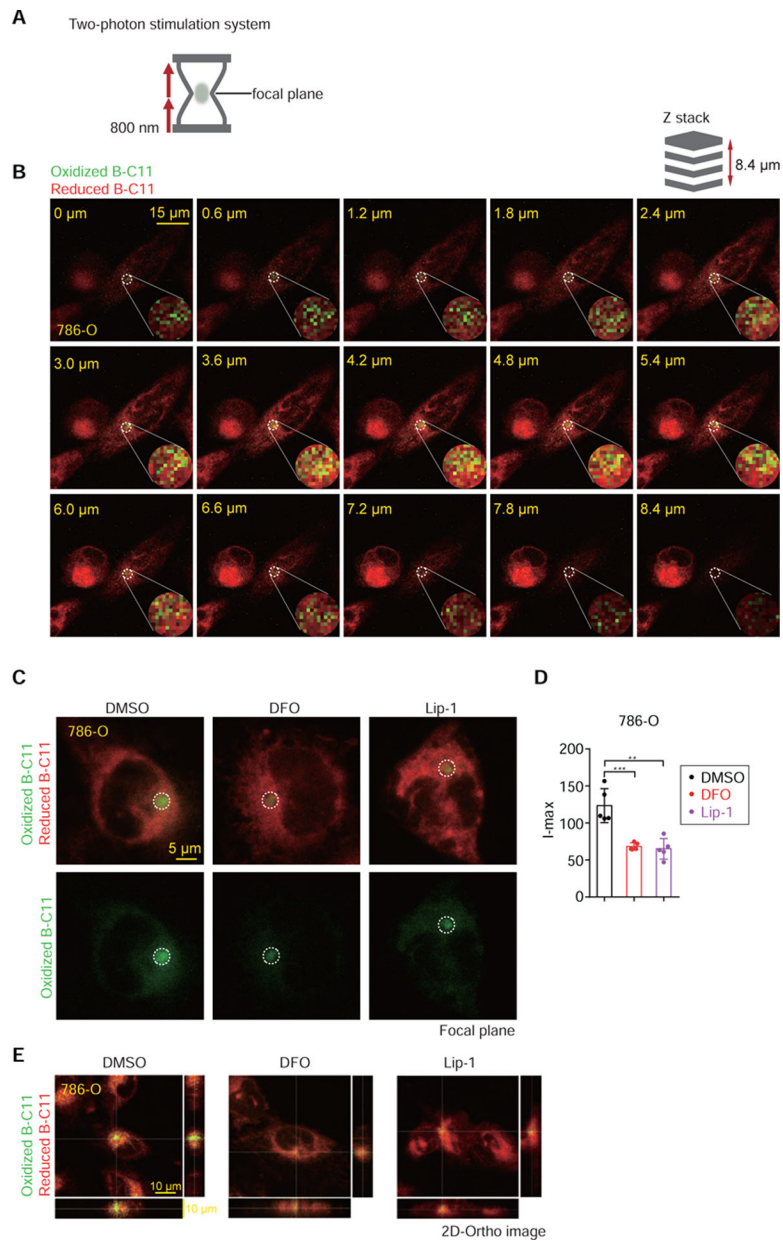 A
Two-photon stimulation system
focal plane
800 nm
Z stack
8.4 µm
B
Oxidized B-C11
Reduced B-C11
0 µm
15 µm
0.6 µm
1.2 µm
1.8 µm
2.4 µm
786-O
3.0 µm
3.6 µm
4.2 µm
4.8 µm
5.4 µm
6.0 µm
6.6 µm
7.2 µm
7.8 µm
8.4 µm
C
DMSO
DFO
Lip-1
Oxidized B-C11
Reduced B-C11
786-O
5 µm
Oxidized B-C11
Focal plane
D
786-O
I-max
200
150
100
50
0
**
***
DMSO
DFO
Lip-1
E
DMSO
DFO
Lip-1
Oxidized B-C11
Reduced B-C11
786-O
10 µm
10 µm
2D-Ortho image